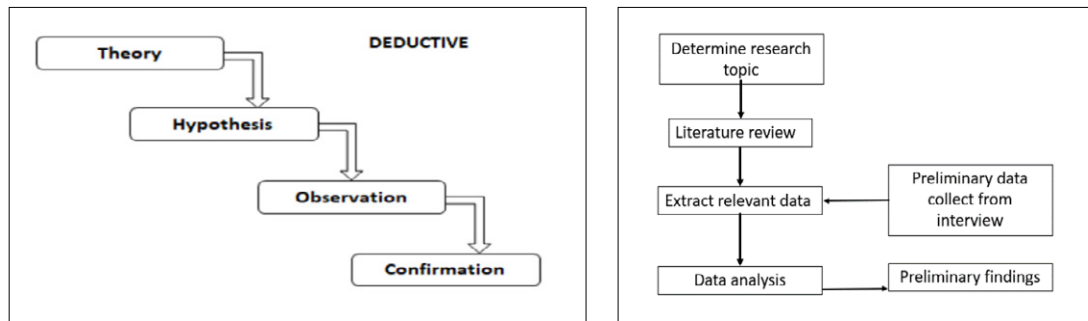 DEDUCTIVE
Theory
Hypothesis
Observation
Confirmation
Determine research
topic
Literature review
Extract relevant data
Preliminary data
collect from
interview
Data analysis
Preliminary findings